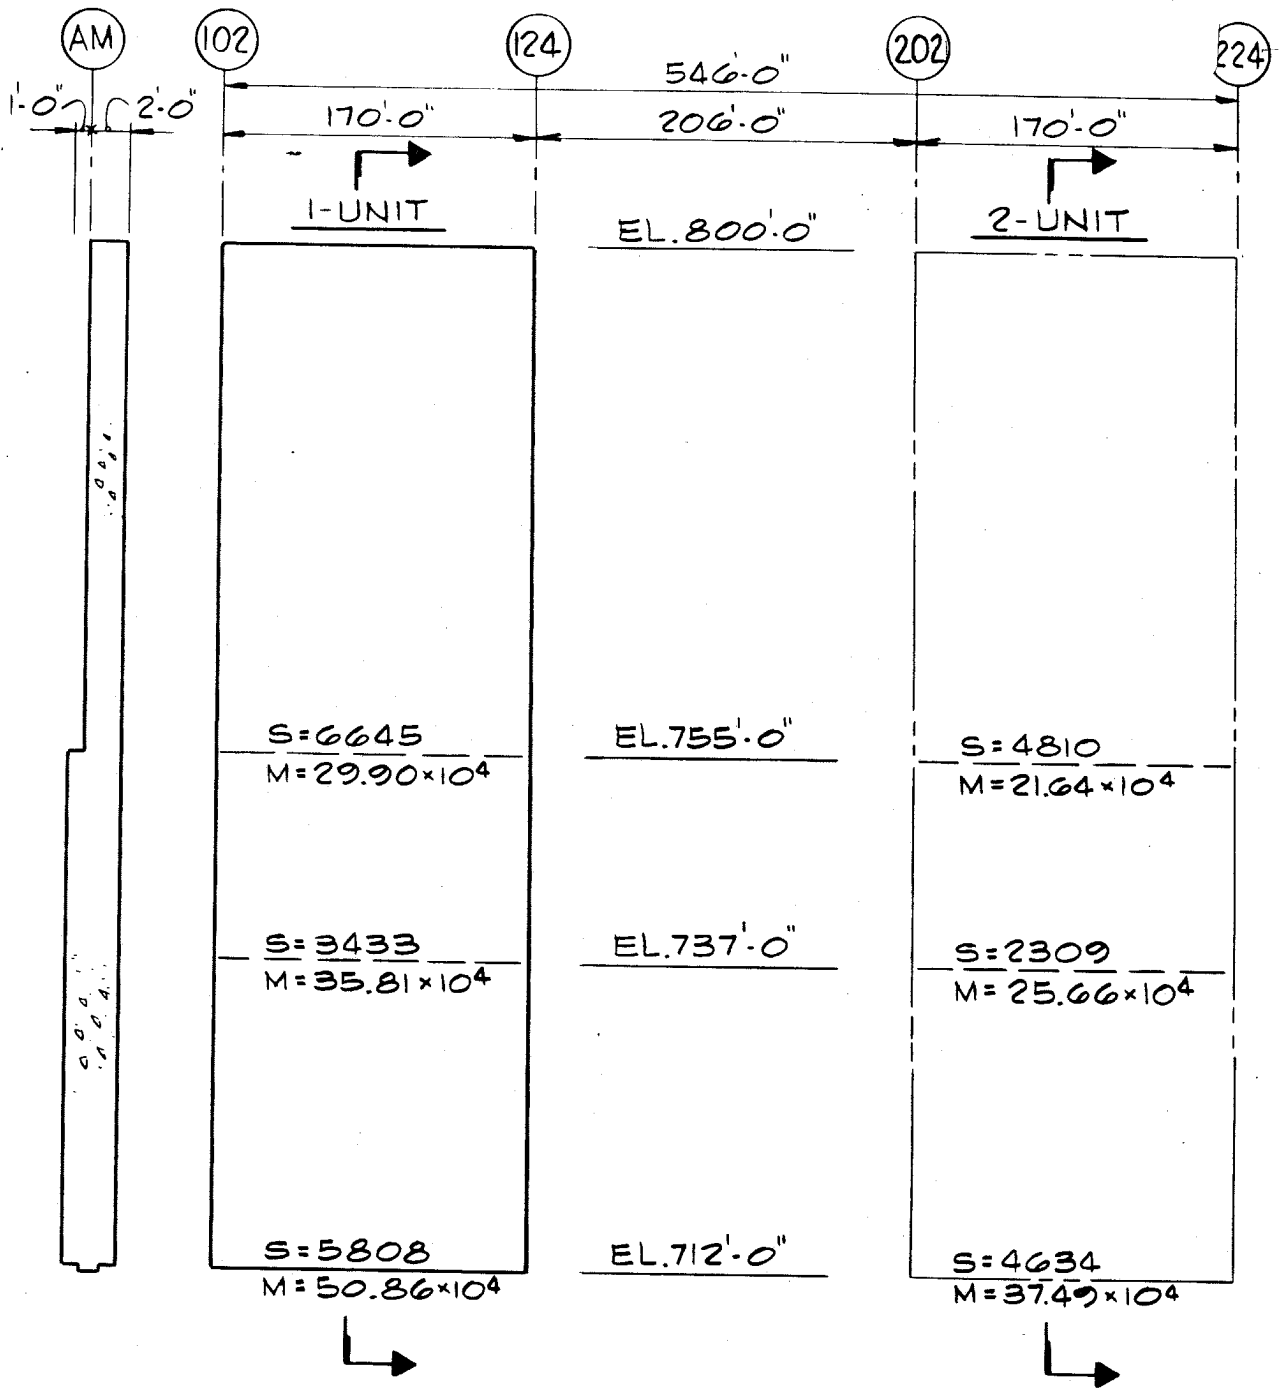 AM
102
124
202
224
546'-0"
1'-0"
2'-0"
170'-0"
206'-0"
170'-0"
1-UNIT
EL.800'-0"
2-UNIT
S=6645
M=29.90×10⁴
EL.755'-0"
S=4810
M=21.64×10⁴
S=3433
M=35.81×10⁴
EL.737'-0"
S=2309
M=25.66×10⁴
S=5808
M=50.86×10⁴
EL.712'-0"
S=4634
M=37.49×10⁴